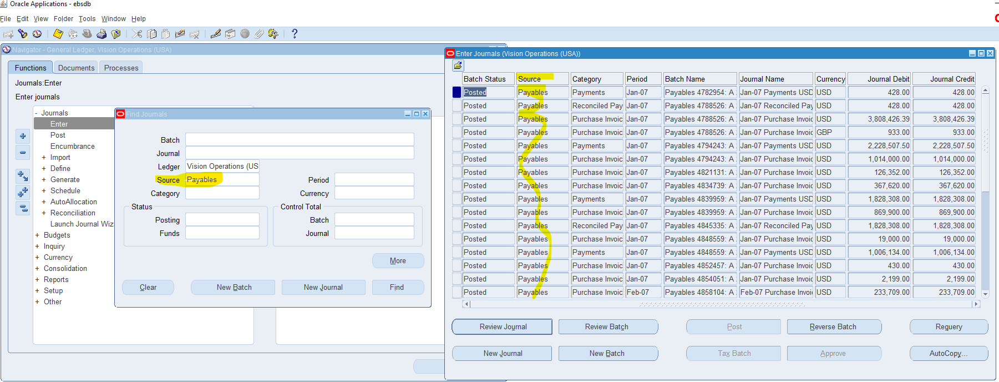 Oracle Applications - ebsdb
File Edit View Folder Tools Window Help
Navigator - General Ledger, Vision Operations (USA)
Functions Documents Processes
Journals:Enter
Enter journals
- Journals
Enter
Post
Encumbrance
+ Import
+ Define
+ Generate
+ Schedule
+ AutoAllocation
+ Reconciliation
Launch Journal Wiz
+ Budgets
+ Inquiry
+ Currency
+ Consolidation
+ Reports
+ Setup
+ Other
Find Journals
Batch
Journal
Ledger Vision Operations (US
Source Payables Period
Category Currency
Status Control Total
Posting Batch
Funds Journal
More
Clear New Batch New Journal Find
Enter Journals (Vision Operations (USA))
Batch Status Source Category Period Batch Name Journal Name Currency Journal Debit Journal Credit
Posted Payables Payments Jan-07 Payables 4782954: A Jan-07 Payments USD USD 428.00 428.00
Posted Payables Reconciled Pay Jan-07 Payables 4788526: A Jan-07 Reconciled Pay USD 428.00 428.00
Posted Payables Purchase Invoic Jan-07 Payables 4788526: A Jan-07 Purchase Invoic USD 3,808,426.39 3,808,426.39
Posted Payables Purchase Invoic Jan-07 Payables 4788526: A Jan-07 Purchase Invoic GBP 933.00 933.00
Posted Payables Payments Jan-07 Payables 4794243: A Jan-07 Payments USD USD 2,228,507.50 2,228,507.50
Posted Payables Purchase Invoic Jan-07 Payables 4794243: A Jan-07 Purchase Invoic USD 1,014,000.00 1,014,000.00
Posted Payables Purchase Invoic Jan-07 Payables 4821131: A Jan-07 Purchase Invoic USD 126,352.00 126,352.00
Posted Payables Purchase Invoic Jan-07 Payables 4834739: A Jan-07 Purchase Invoic USD 367,620.00 367,620.00
Posted Payables Payments Jan-07 Payables 4839959: A Jan-07 Payments USD USD 1,828,308.00 1,828,308.00
Posted Payables Purchase Invoic Jan-07 Payables 4839959: A Jan-07 Purchase Invoic USD 869,900.00 869,900.00
Posted Payables Reconciled Pay Jan-07 Payables 4845335: A Jan-07 Reconciled Pay USD 1,828,308.00 1,828,308.00
Posted Payables Purchase Invoic Jan-07 Payables 4848559: A Jan-07 Purchase Invoic USD 19,000.00 19,000.00
Posted Payables Payments Jan-07 Payables 4848559: A Jan-07 Payments USD USD 1,006,134.00 1,006,134.00
Posted Payables Purchase Invoic Jan-07 Payables 4852457: A Jan-07 Purchase Invoic USD 430.00 430.00
Posted Payables Purchase Invoic Jan-07 Payables 4854051: A Jan-07 Purchase Invoic USD 2,199.00 2,199.00
Posted Payables Purchase Invoic Feb-07 Payables 4858104: A Feb-07 Purchase Invoi USD 233,709.00 233,709.00
Review Journal Review Batch Post Reverse Batch Requery
New Journal New Batch Tax Batch Approve AutoCopy...